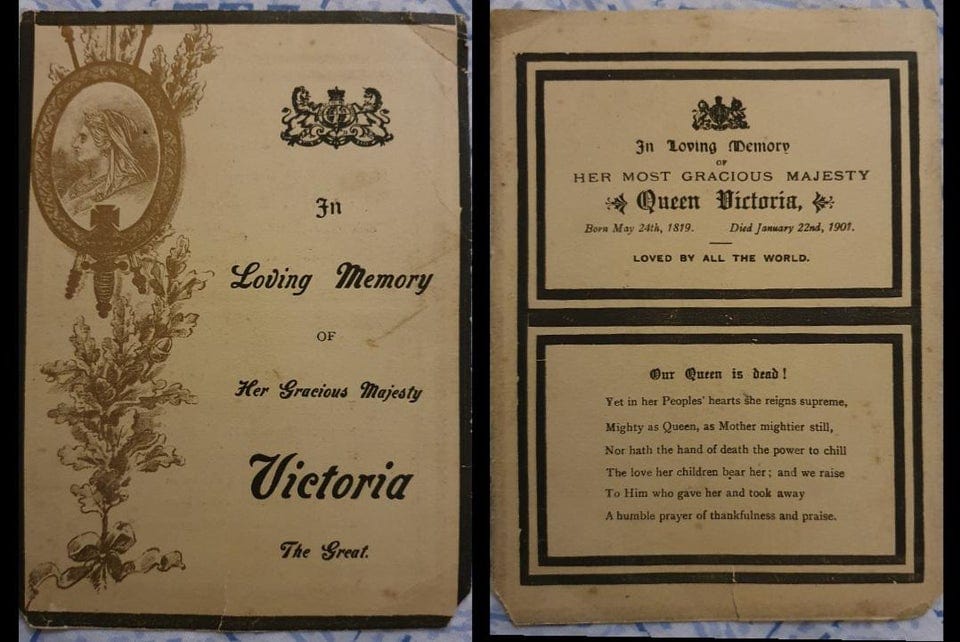 In
Loving Memory
OF
Her Gracious Majesty
Victoria
The Great.
In Loving Memory
OF
HER MOST GRACIOUS MAJESTY
Queen Victoria,
Born May 24th, 1819. Died January 22nd, 1901.
LOVED BY ALL THE WORLD.
Our Queen is dead!
Yet in her Peoples' hearts she reigns supreme,
Mighty as Queen, as Mother mightier still,
Nor hath the hand of death the power to chill
The love her children bear her; and we raise
To Him who gave her and took away
A humble prayer of thankfulness and praise.